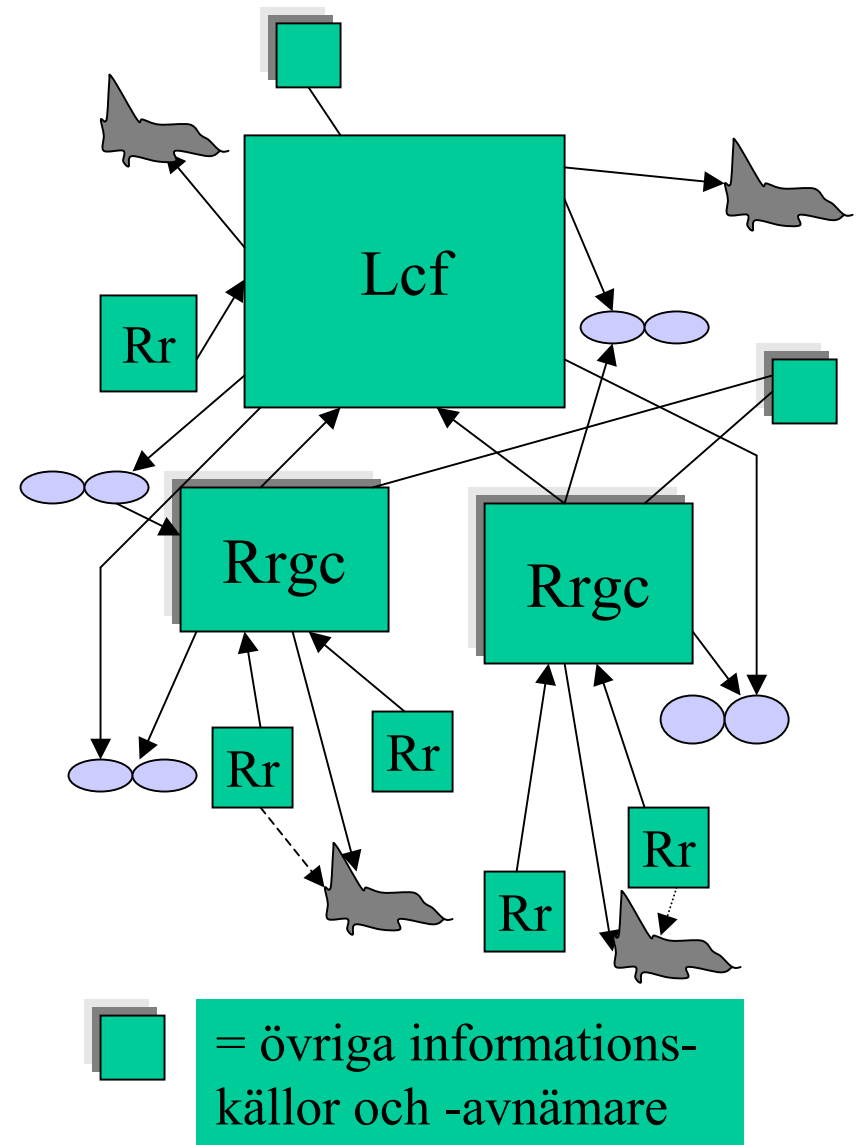 Lcf
Rr
Rrgc
Rrgc
Rr
Rr
Rr
Rr
= övriga informations-
källor och -avnämare